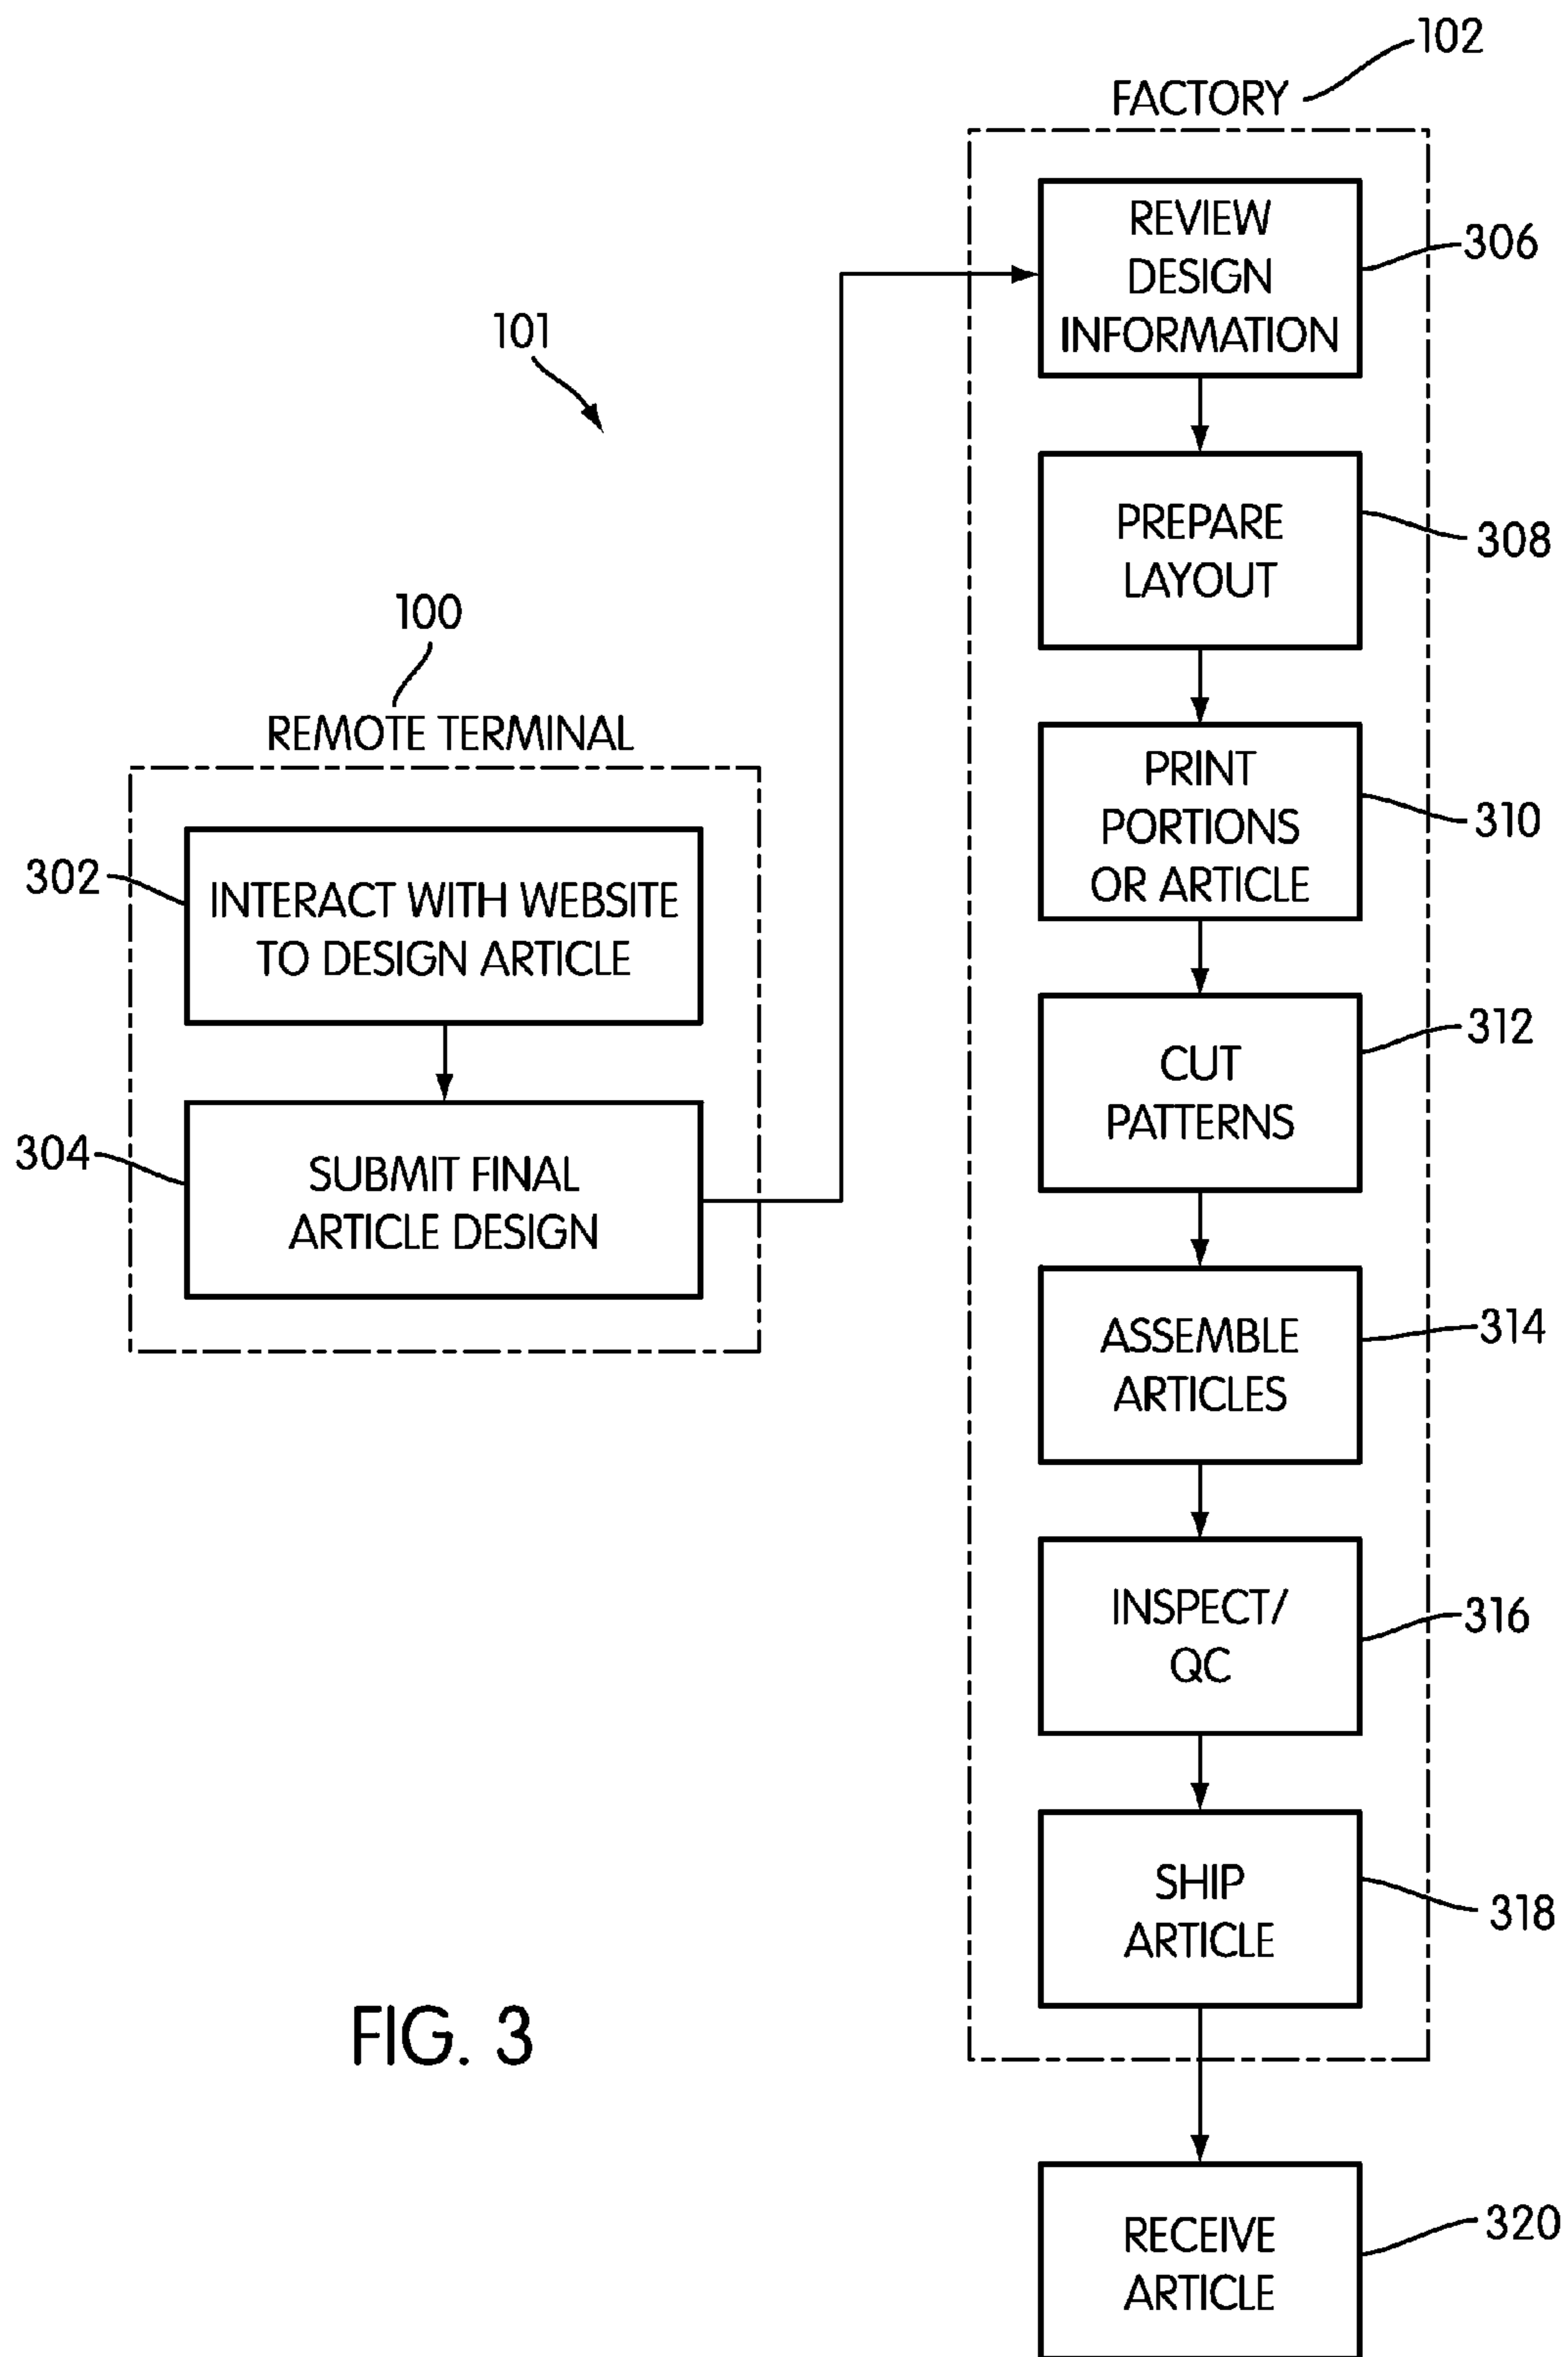 102
FACTORY
REVIEW
DESIGN
INFORMATION
306
101
PREPARE
LAYOUT
308
100
REMOTE TERMINAL
PRINT
PORTIONS
OR ARTICLE
310
302
INTERACT WITH WEBSITE
TO DESIGN ARTICLE
CUT
PATTERNS
312
304
SUBMIT FINAL
ARTICLE DESIGN
ASSEMBLE
ARTICLES
314
INSPECT/
QC
316
SHIP
ARTICLE
318
FIG. 3
RECEIVE
ARTICLE
320